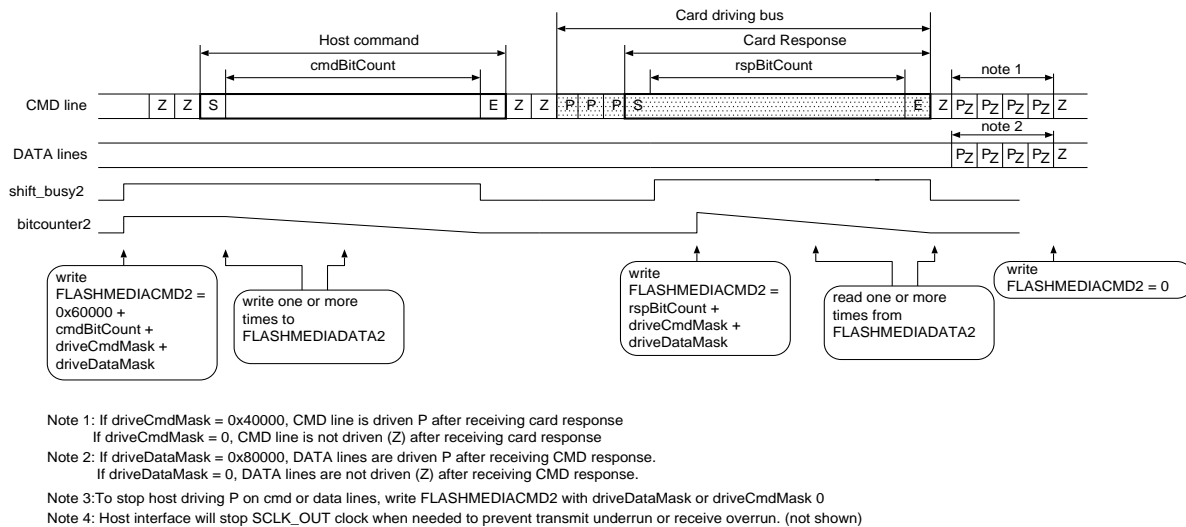 Card driving bus
Host command
Card Response
cmdBitCount
rspBitCount
note 1
CMD line
Z Z S E Z Z P P P S E Z PZ PZ PZ PZ Z
note 2
DATA lines
PZ PZ PZ PZ Z
shift_busy2
bitcounter2
write
FLASHMEDIACMD2 =
0x60000 +
cmdBitCount +
driveCmdMask +
driveDataMask
write one or more
times to
FLASHMEDIADATA2
write
FLASHMEDIACMD2 =
rspBitCount +
driveCmdMask +
driveDataMask
read one or more
times from
FLASHMEDIADATA2
write
FLASHMEDIACMD2 = 0
Note 1: If driveCmdMask = 0x40000, CMD line is driven P after receiving card response
If driveCmdMask = 0, CMD line is not driven (Z) after receiving card response
Note 2: If driveDataMask = 0x80000, DATA lines are driven P after receiving CMD response.
If driveDataMask = 0, DATA lines are not driven (Z) after receiving CMD response.
Note 3:To stop host driving P on cmd or data lines, write FLASHMEDIACMD2 with driveDataMask or driveCmdMask 0
Note 4: Host interface will stop SCLK_OUT clock when needed to prevent transmit underrun or receive overrun. (not shown)